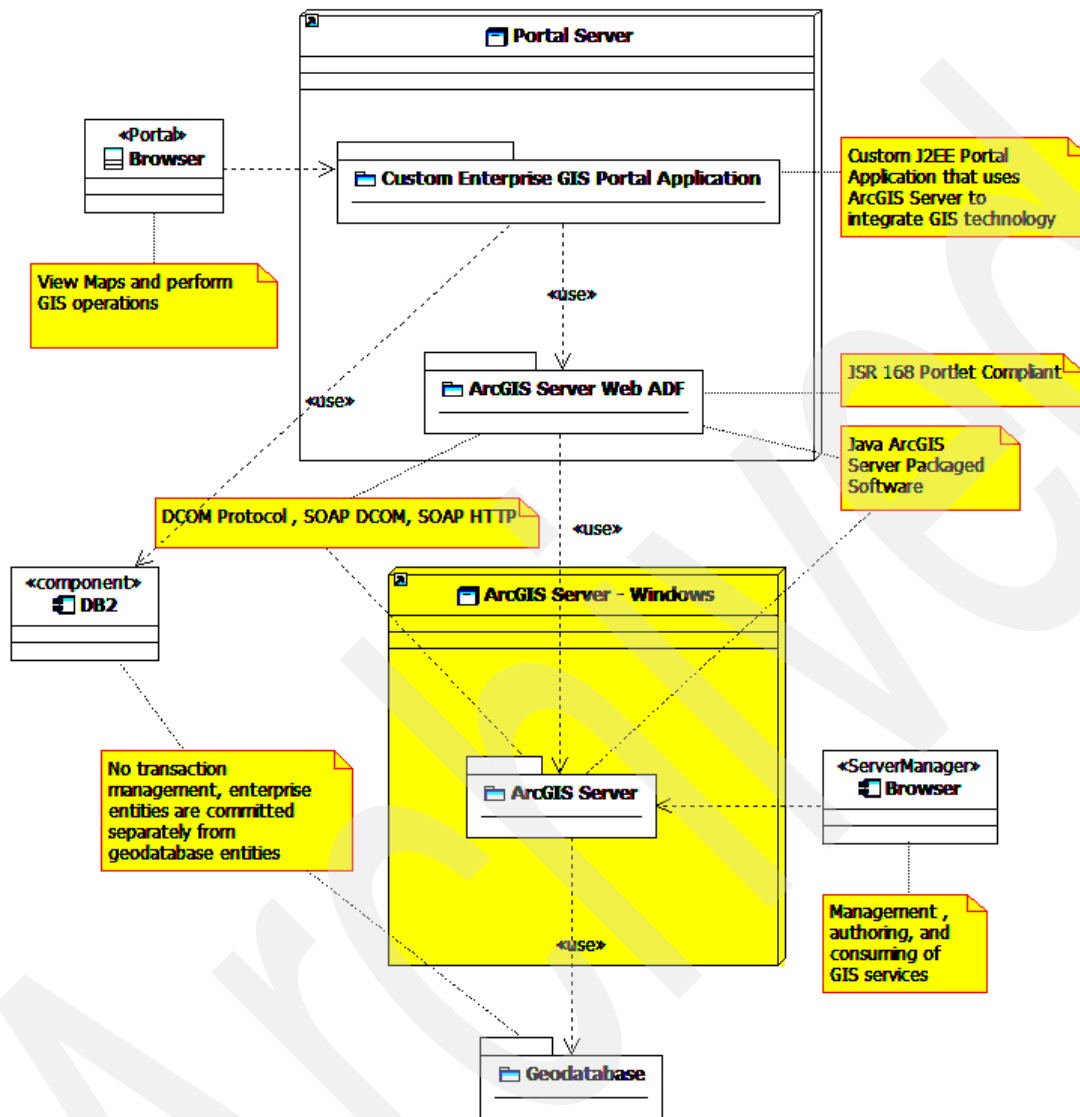 Portal Server
«Portal»
Browser
Custom Enterprise GIS Portal Application
Custom J2EE Portal
Application that uses
ArcGIS Server to
integrate GIS technology
View Maps and perform
GIS operations
«use»
ArcGIS Server Web ADF
JSR 168 Portlet Compliant
«use»
Java ArcGIS
Server Packaged
Software
DCOM Protocol , SOAP DCOM, SOAP HTTP
«use»
«component»
DB2
ArcGIS Server - Windows
No transaction
management, enterprise
entities are committed
separately from
geodatabase entities
ArcGIS Server
«ServerManager»
Browser
Management ,
authoring, and
consuming of
GIS services
«use»
Geodatabase
Archived